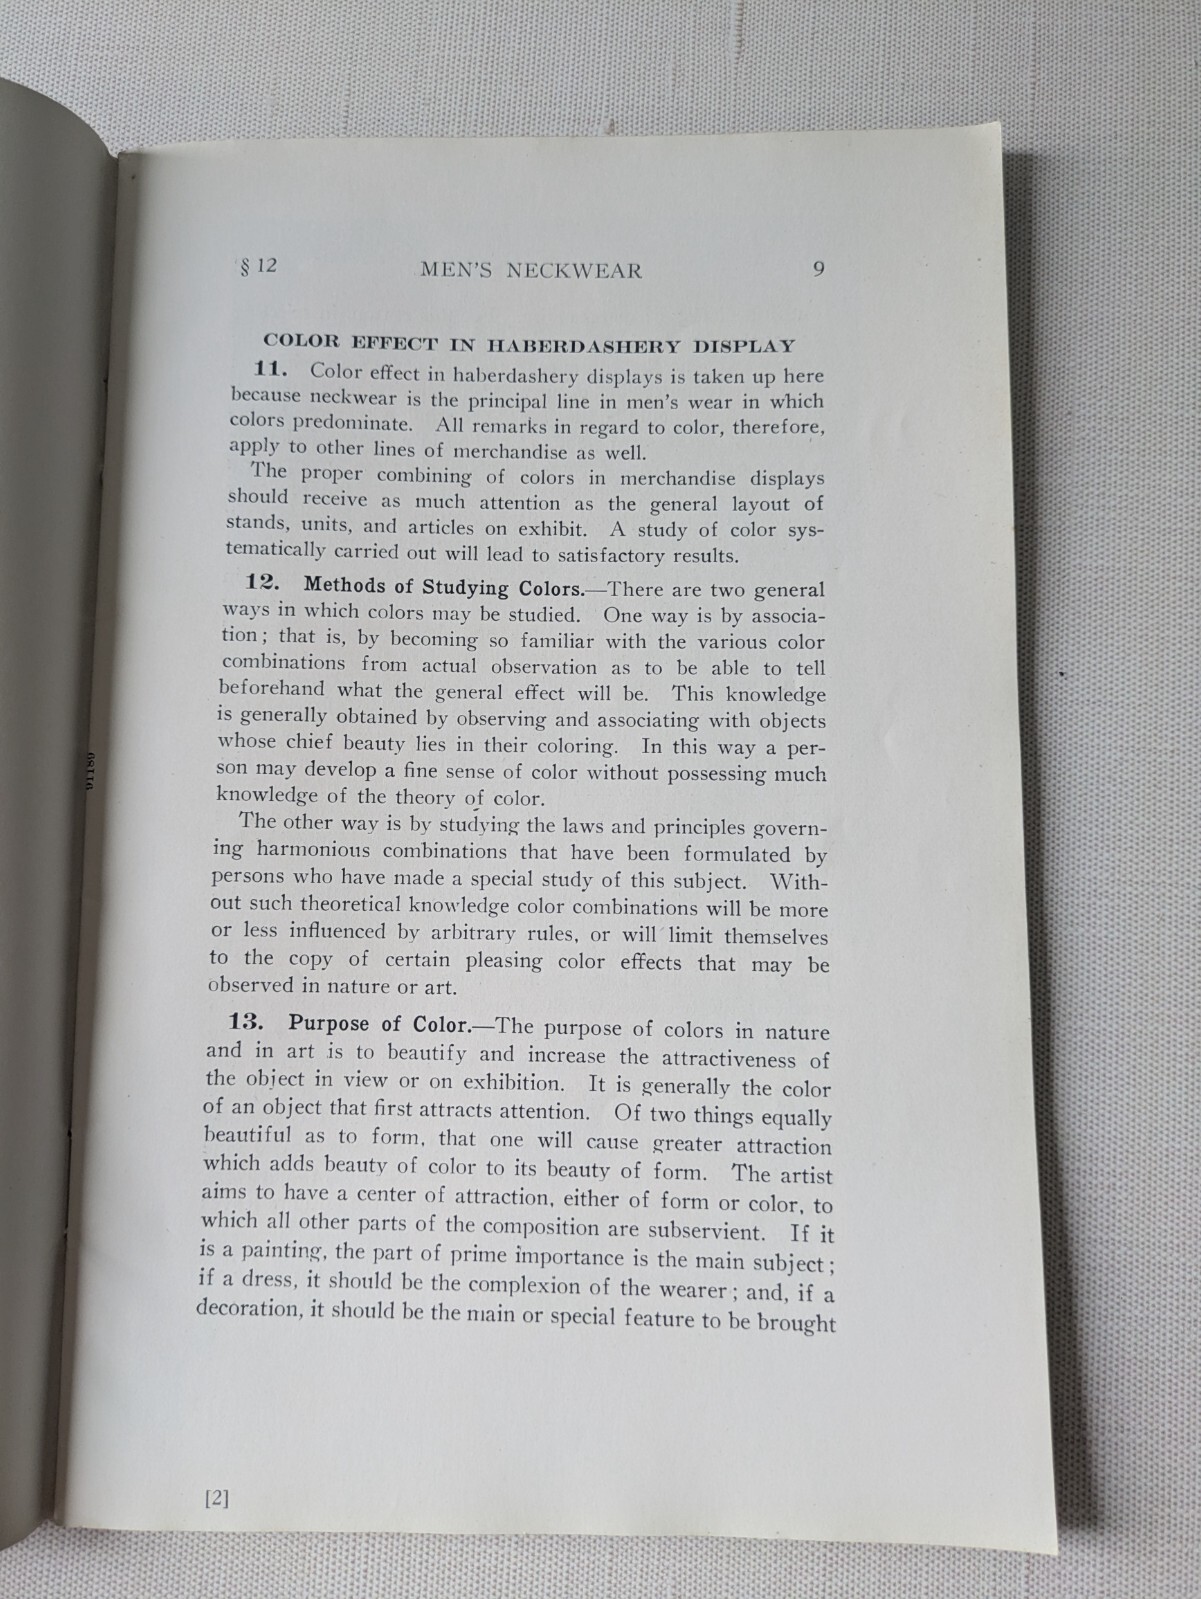 § 12 MEN'S NECKWEAR 9
COLOR EFFECT IN HABERDASHERY DISPLAY
11. Color effect in haberdashery displays is taken up here
because neckwear is the principal line in men's wear in which
colors predominate. All remarks in regard to color, therefore,
apply to other lines of merchandise as well.
The proper combining of colors in merchandise displays
should receive as much attention as the general layout of
stands, units, and articles on exhibit. A study of color sys-
tematically carried out will lead to satisfactory results.
12. Methods of Studying Colors.—There are two general
ways in which colors may be studied. One way is by associa-
tion; that is, by becoming so familiar with the various color
combinations from actual observation as to be able to tell
beforehand what the general effect will be. This knowledge
is generally obtained by observing and associating with objects
whose chief beauty lies in their coloring. In this way a per-
son may develop a fine sense of color without possessing much
knowledge of the theory of color.
The other way is by studying the laws and principles govern-
ing harmonious combinations that have been formulated by
persons who have made a special study of this subject. With-
out such theoretical knowledge color combinations will be more
or less influenced by arbitrary rules, or will limit themselves
to the copy of certain pleasing color effects that may be
observed in nature or art.
13. Purpose of Color.—The purpose of colors in nature
and in art is to beautify and increase the attractiveness of
the object in view or on exhibition. It is generally the color
of an object that first attracts attention. Of two things equally
beautiful as to form, that one will cause greater attraction
which adds beauty of color to its beauty of form. The artist
aims to have a center of attraction, either of form or color, to
which all other parts of the composition are subservient. If it
is a painting, the part of prime importance is the main subject;
if a dress, it should be the complexion of the wearer; and, if a
decoration, it should be the main or special feature to be brought
[2]